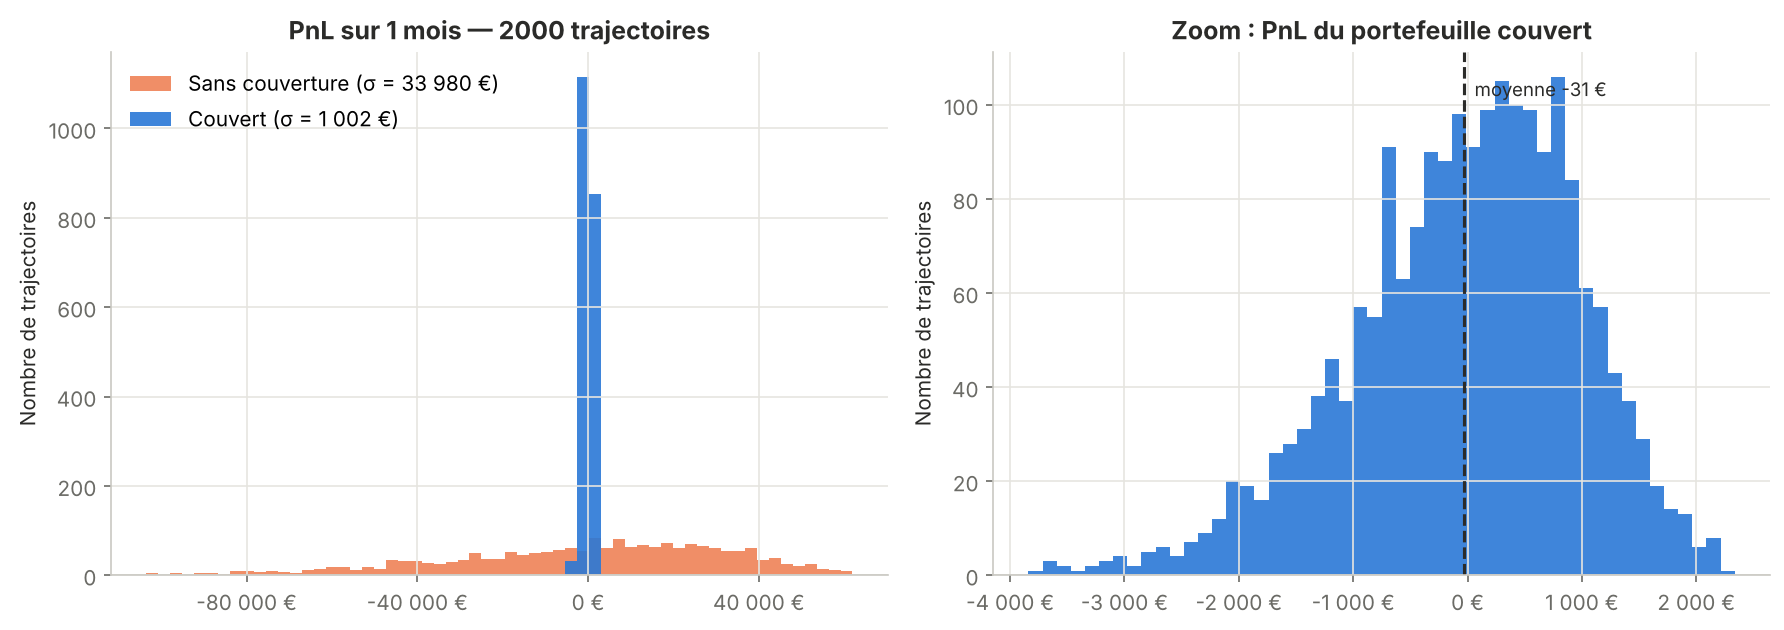 PnL sur 1 mois — 2000 trajectoires
Sans couverture (σ = 33 980 €)
Couvert (σ = 1 002 €)
Nombre de trajectoires
1000
800
600
400
200
0
-80 000 €
-40 000 €
0 €
40 000 €
Zoom : PnL du portefeuille couvert
moyenne -31 €
Nombre de trajectoires
100
80
60
40
20
0
-4 000 €
-3 000 €
-2 000 €
-1 000 €
0 €
1 000 €
2 000 €